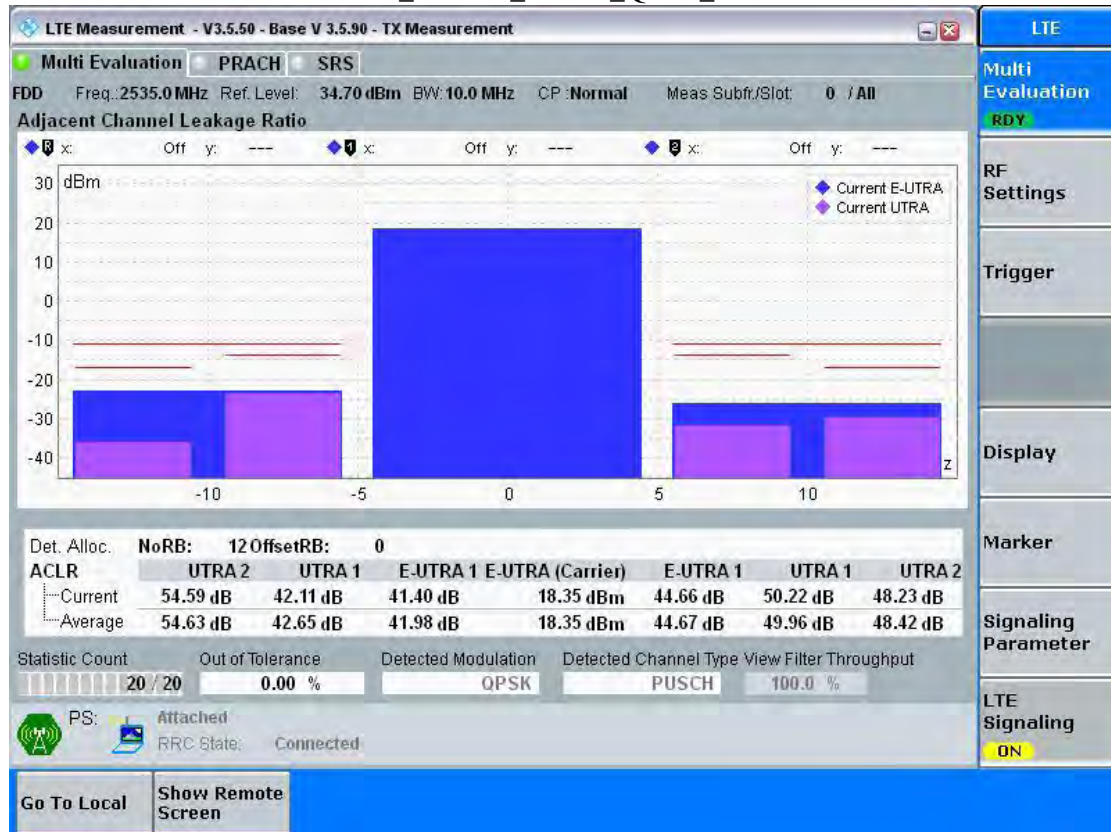 LTE Measurement - V3.5.50 - Base V 3.5.90 - TX Measurement
LTE
Multi Evaluation PRACH SRS
Multi Evaluation
RDY
FDD Freq.:2535.0 MHz Ref. Level: 34.70 dBm BW:10.0 MHz CP :Normal Meas Subfr./Slot: 0 / All
Adjacent Channel Leakage Ratio
R x: Off y: --- 1 x: Off y: --- 2 x: Off y: ---
30 dBm
Current E-UTRA
Current UTRA
20
10
0
-10
-20
-30
-40
z
-10 -5 0 5 10
RF Settings
Trigger
Display
Marker
Signaling Parameter
LTE Signaling
ON
Det. Alloc. NoRB: 12 OffsetRB: 0
ACLR UTRA 2 UTRA 1 E-UTRA 1 E-UTRA (Carrier) E-UTRA 1 UTRA 1 UTRA 2
Current 54.59 dB 42.11 dB 41.40 dB 18.35 dBm 44.66 dB 50.22 dB 48.23 dB
Average 54.63 dB 42.65 dB 41.98 dB 18.35 dBm 44.67 dB 49.96 dB 48.42 dB
Statistic Count Out of Tolerance Detected Modulation Detected Channel Type View Filter Throughput
20 / 20 0.00 % QPSK PUSCH 100.0 %
PS: Attached
RRC State: Connected
Go To Local
Show Remote Screen